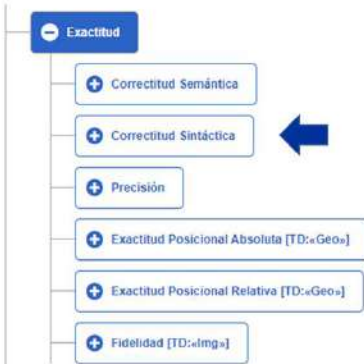 Exactitud
Correctitud Semántica
Correctitud Sintáctica
Precisión
Exactitud Posicional Absoluta [TD:«Geo»]
Exactitud Posicional Relativa [TD:«Geo»]
Fidelidad [TD:«Img»]